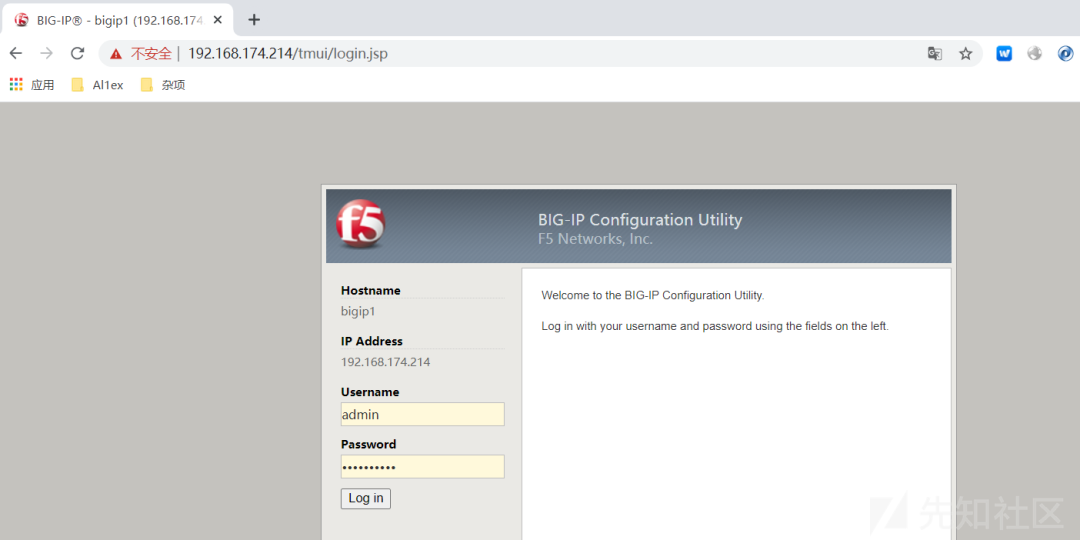 BIG-IP® - bigip1 (192.168.174
不安全 | 192.168.174.214/tmui/login.jsp
应用 Al1ex 杂项
f5
BIG-IP Configuration Utility
F5 Networks, Inc.
Hostname
bigip1
IP Address
192.168.174.214
Username
admin
Password
••••••••••
Log in
Welcome to the BIG-IP Configuration Utility.
Log in with your username and password using the fields on the left.
先知社区